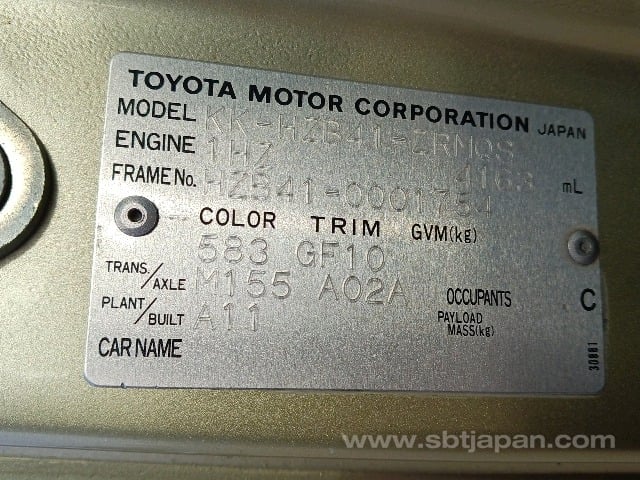 TOYOTA MOTOR CORPORATION JAPAN
MODEL KK-HZB41-ZRMQS
ENGINE 1HZ 4163 mL
FRAME No. HZB41-0001754
COLOR TRIM GVM(kg)
583 GF10
TRANS./AXLE M155 A02A OCCUPANTS C
PLANT/BUILT A11 PAYLOAD MASS(kg)
CAR NAME
30881
www.sbtjapan.com